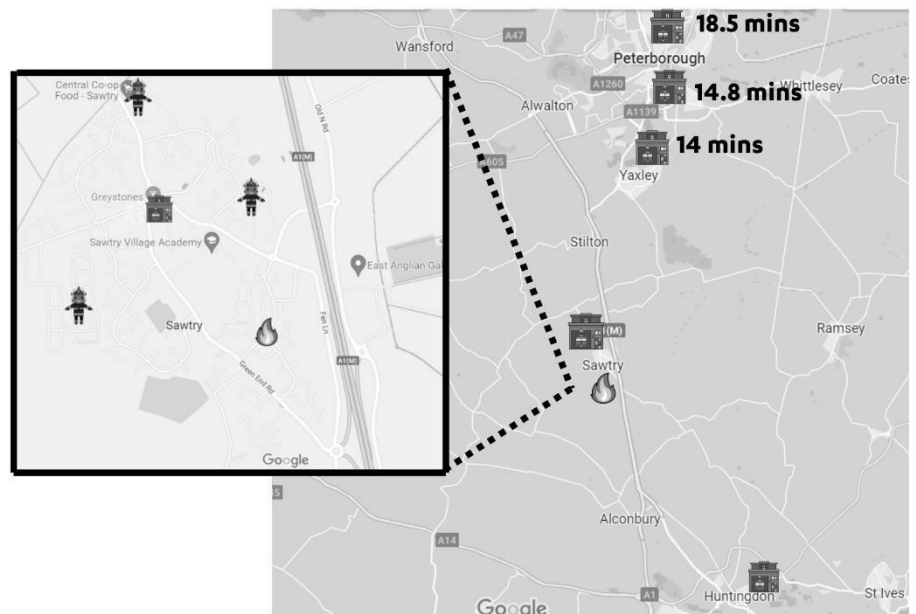 18.5 mins
A47
Wansford
Peterborough
A1260
14.8 mins
Whittlesey
Coates
Alwalton
A1139
14 mins
A605
Yaxley
Stilton
Sawtry
Ramsey
Alconbury
A14
A1
Huntingdon
St Ives
Google
Central Co-op
Food - Sawtry
Old N Rd
A1(M)
Greystones
Sawtry Village Academy
East Anglian Gal
Sawtry
Fen Ln
A1(M)
Green End Rd
Google